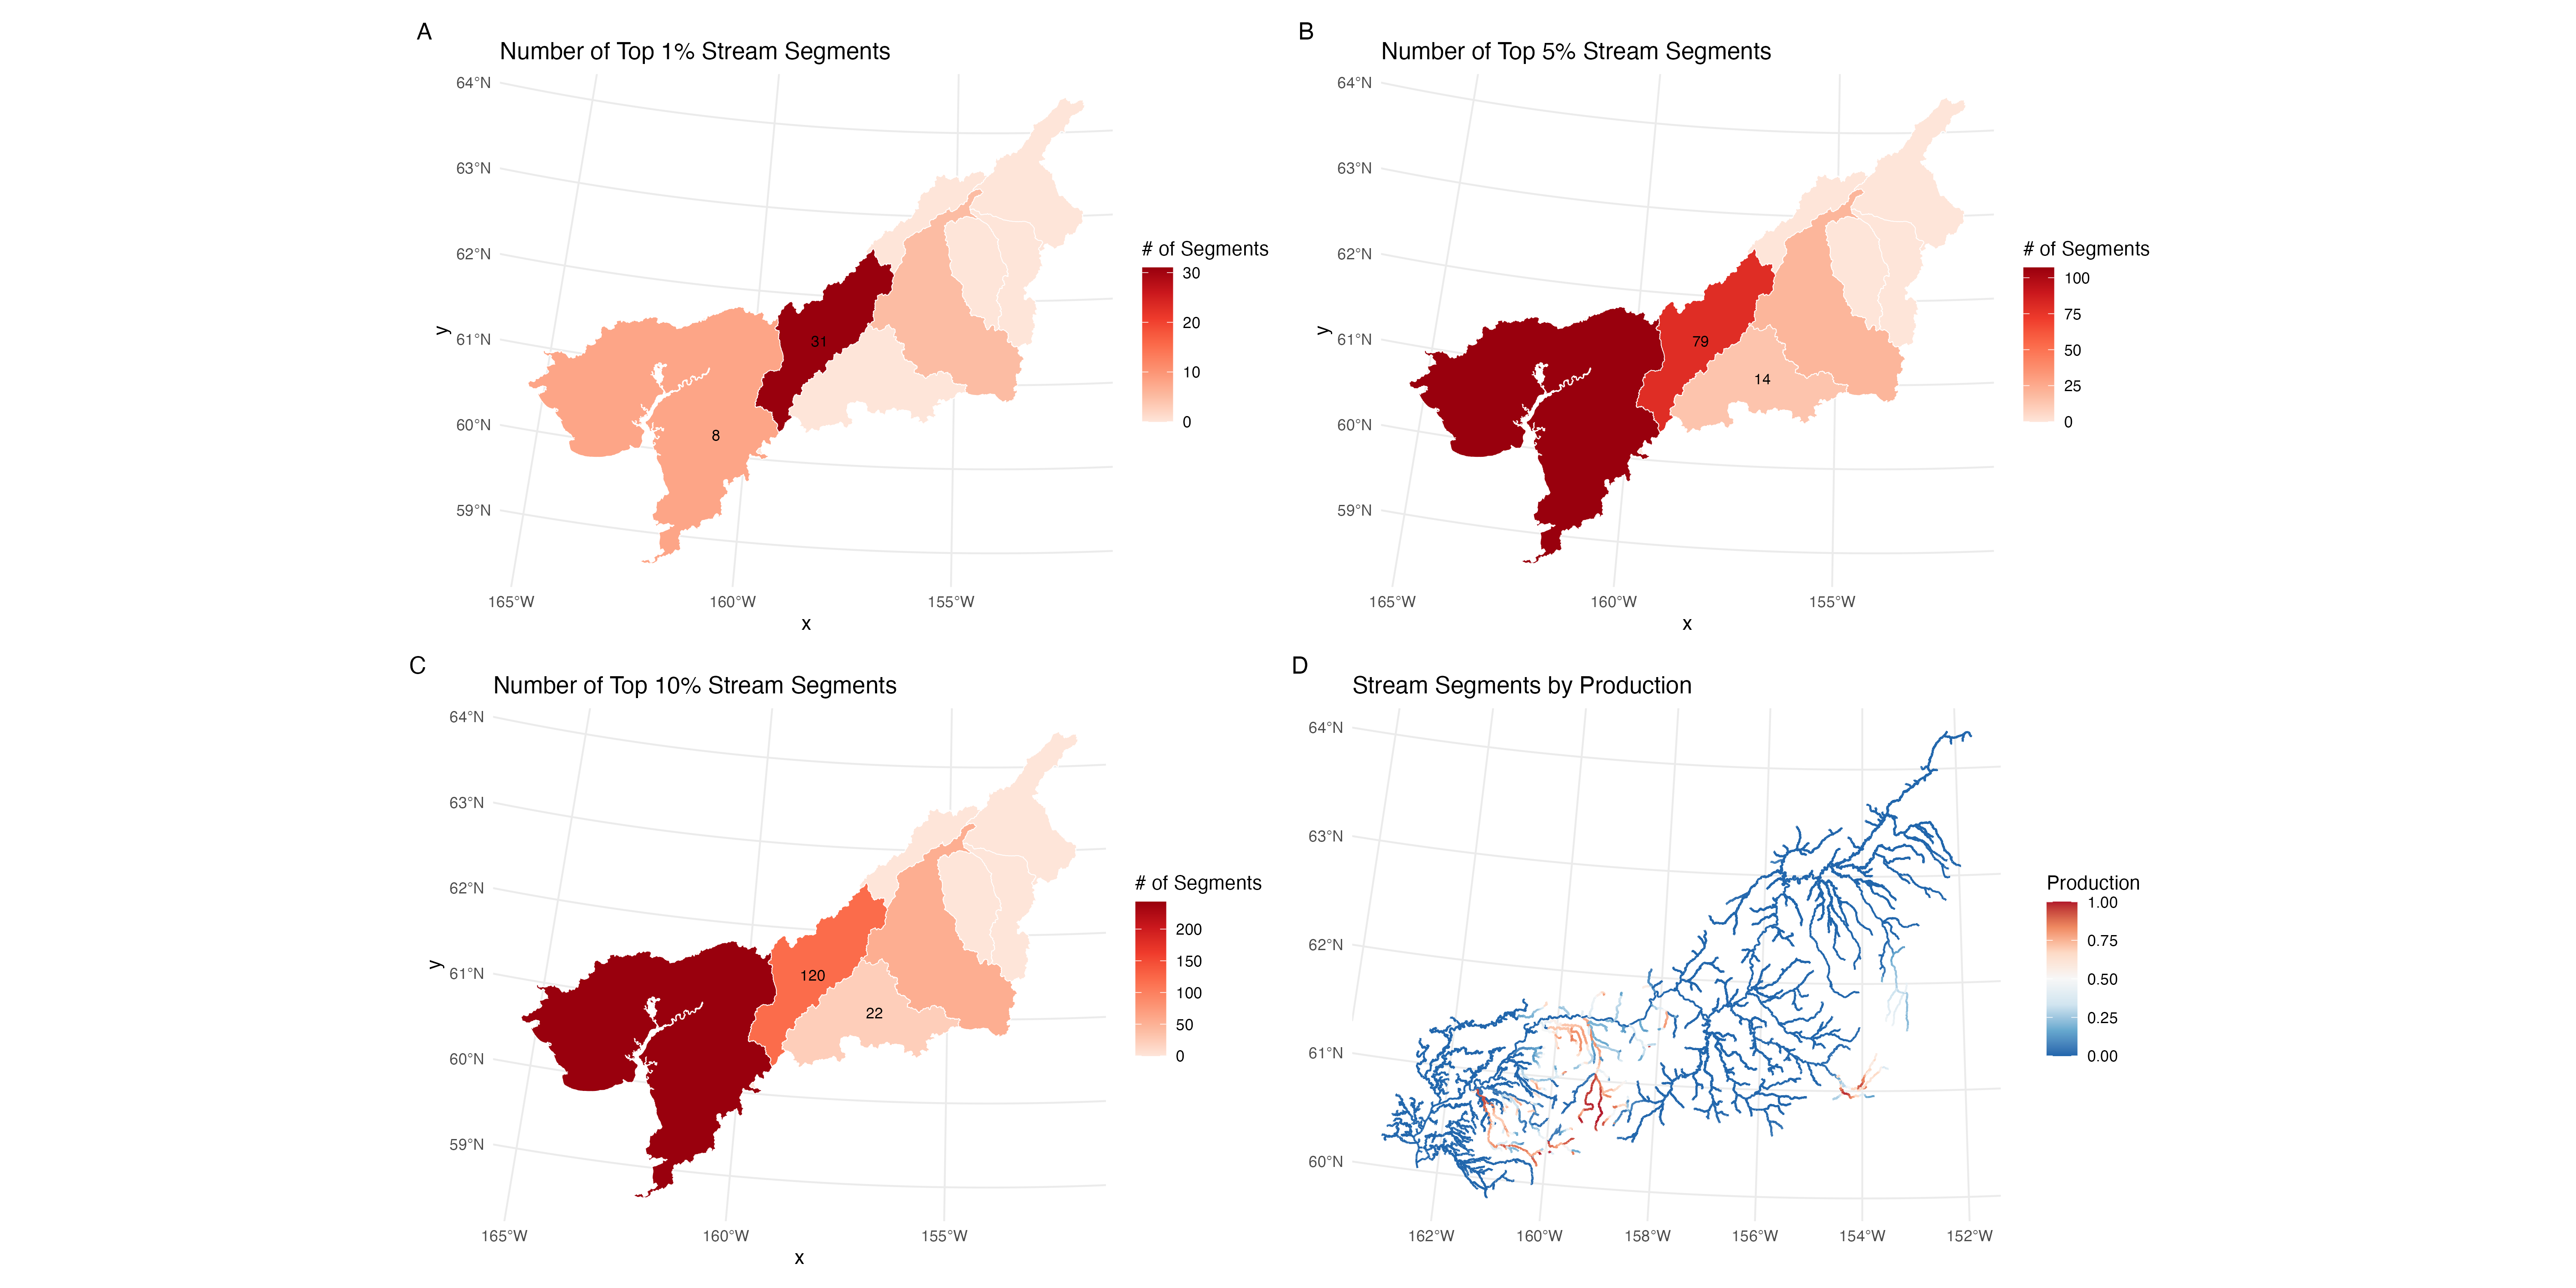 A
Number of Top 1% Stream Segments
64°N
63°N
62°N
61°N
60°N
59°N
y
31
8
165°W
160°W
155°W
x
# of Segments
30
20
10
0
B
Number of Top 5% Stream Segments
64°N
63°N
62°N
61°N
60°N
59°N
y
79
14
165°W
160°W
155°W
x
# of Segments
100
75
50
25
0
C
Number of Top 10% Stream Segments
64°N
63°N
62°N
61°N
60°N
59°N
y
120
22
165°W
160°W
155°W
x
# of Segments
200
150
100
50
0
D
Stream Segments by Production
64°N
63°N
62°N
61°N
60°N
162°W
160°W
158°W
156°W
154°W
152°W
Production
1.00
0.75
0.50
0.25
0.00